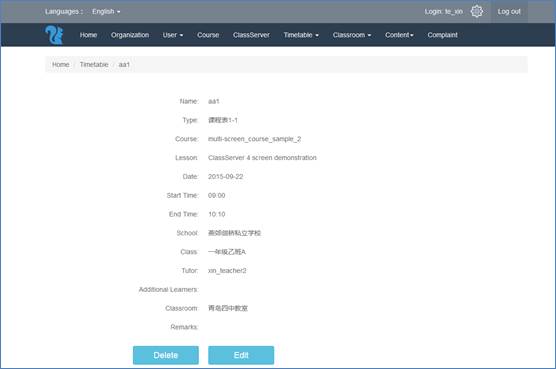 Languages : English Login: te_xin Log out
Home Organization User Course ClassServer Timetable Classroom Content Complaint
Home / Timetable / aa1
Name: aa1
Type: 课程表1-1
Course: multi-screen_course_sample_2
Lesson: ClassServer 4 screen demonstration
Date: 2015-09-22
Start Time: 09:00
End Time: 10:10
School: 燕郊御桥私立学校
Class: 一年级乙班A
Tutor: xin_teacher2
Additional Learners:
Classroom: 青岛四中教室
Remarks:
Delete Edit